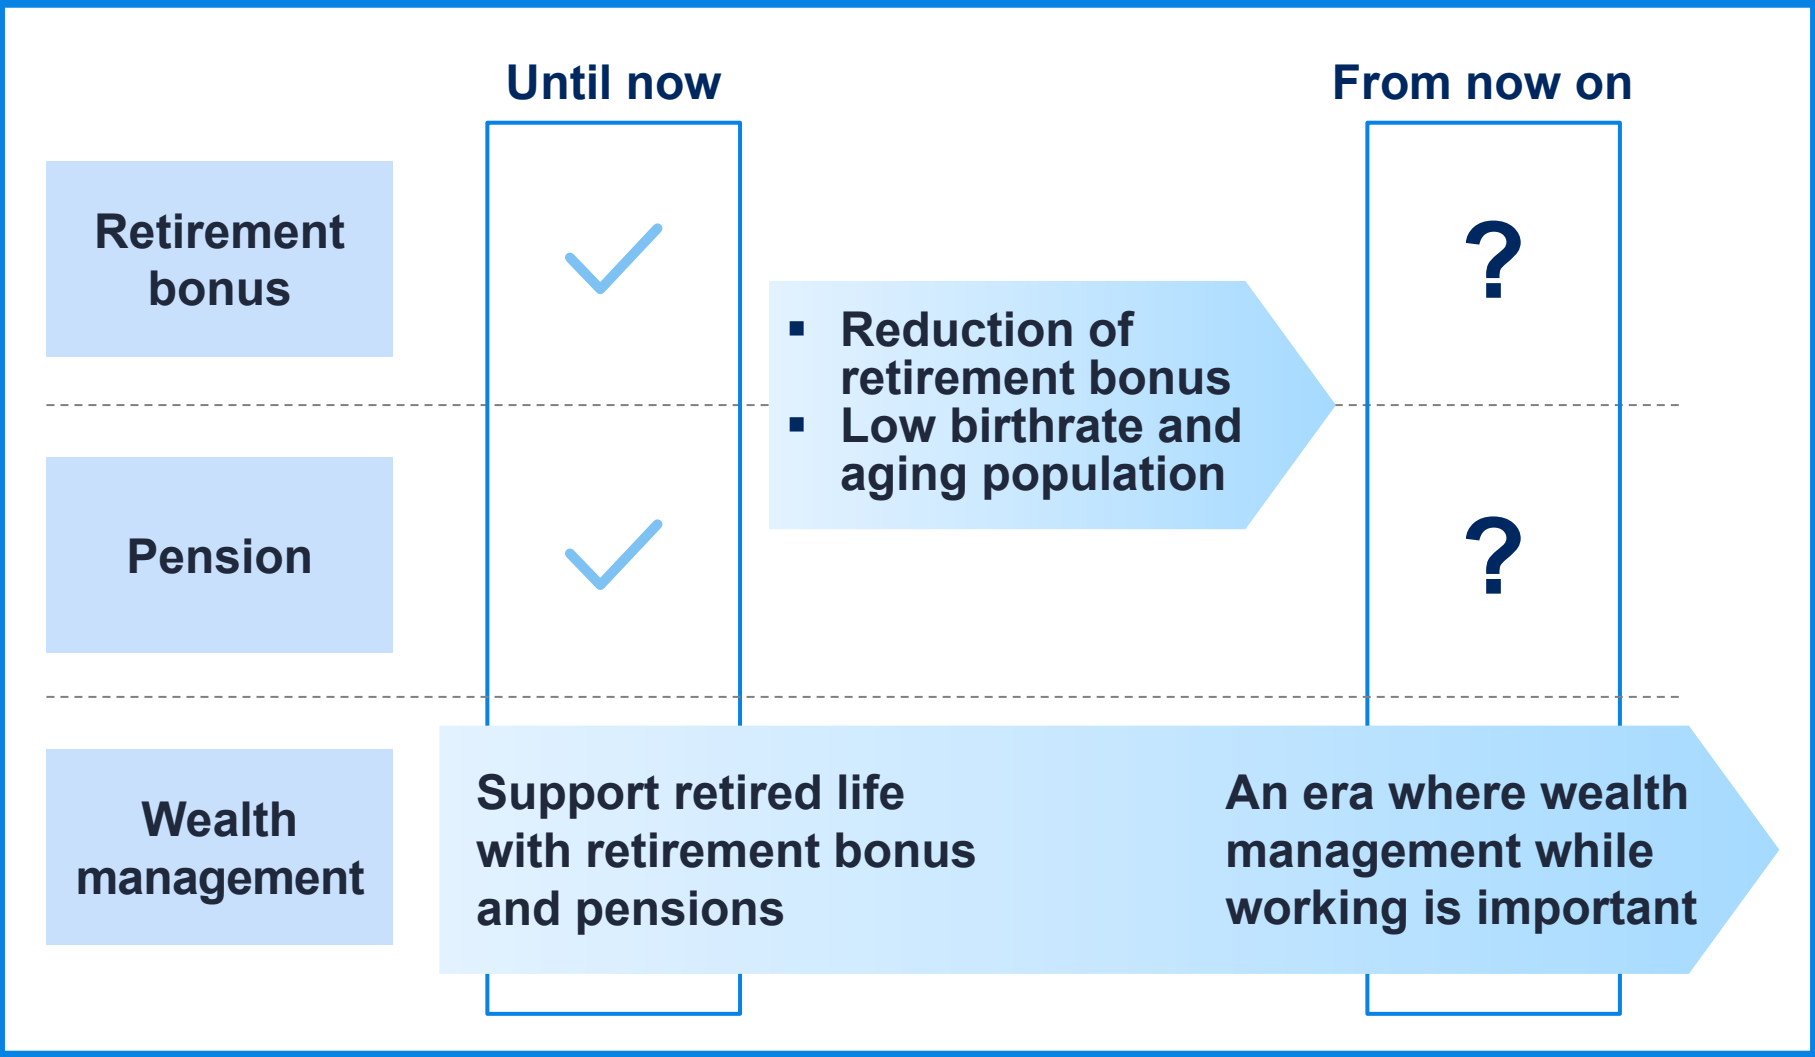 Until now
From now on
Retirement
bonus
?
▪ Reduction of
retirement bonus
▪ Low birthrate and
aging population
Pension
?
Wealth
management
Support retired life
with retirement bonus
and pensions
An era where wealth
management while
working is important